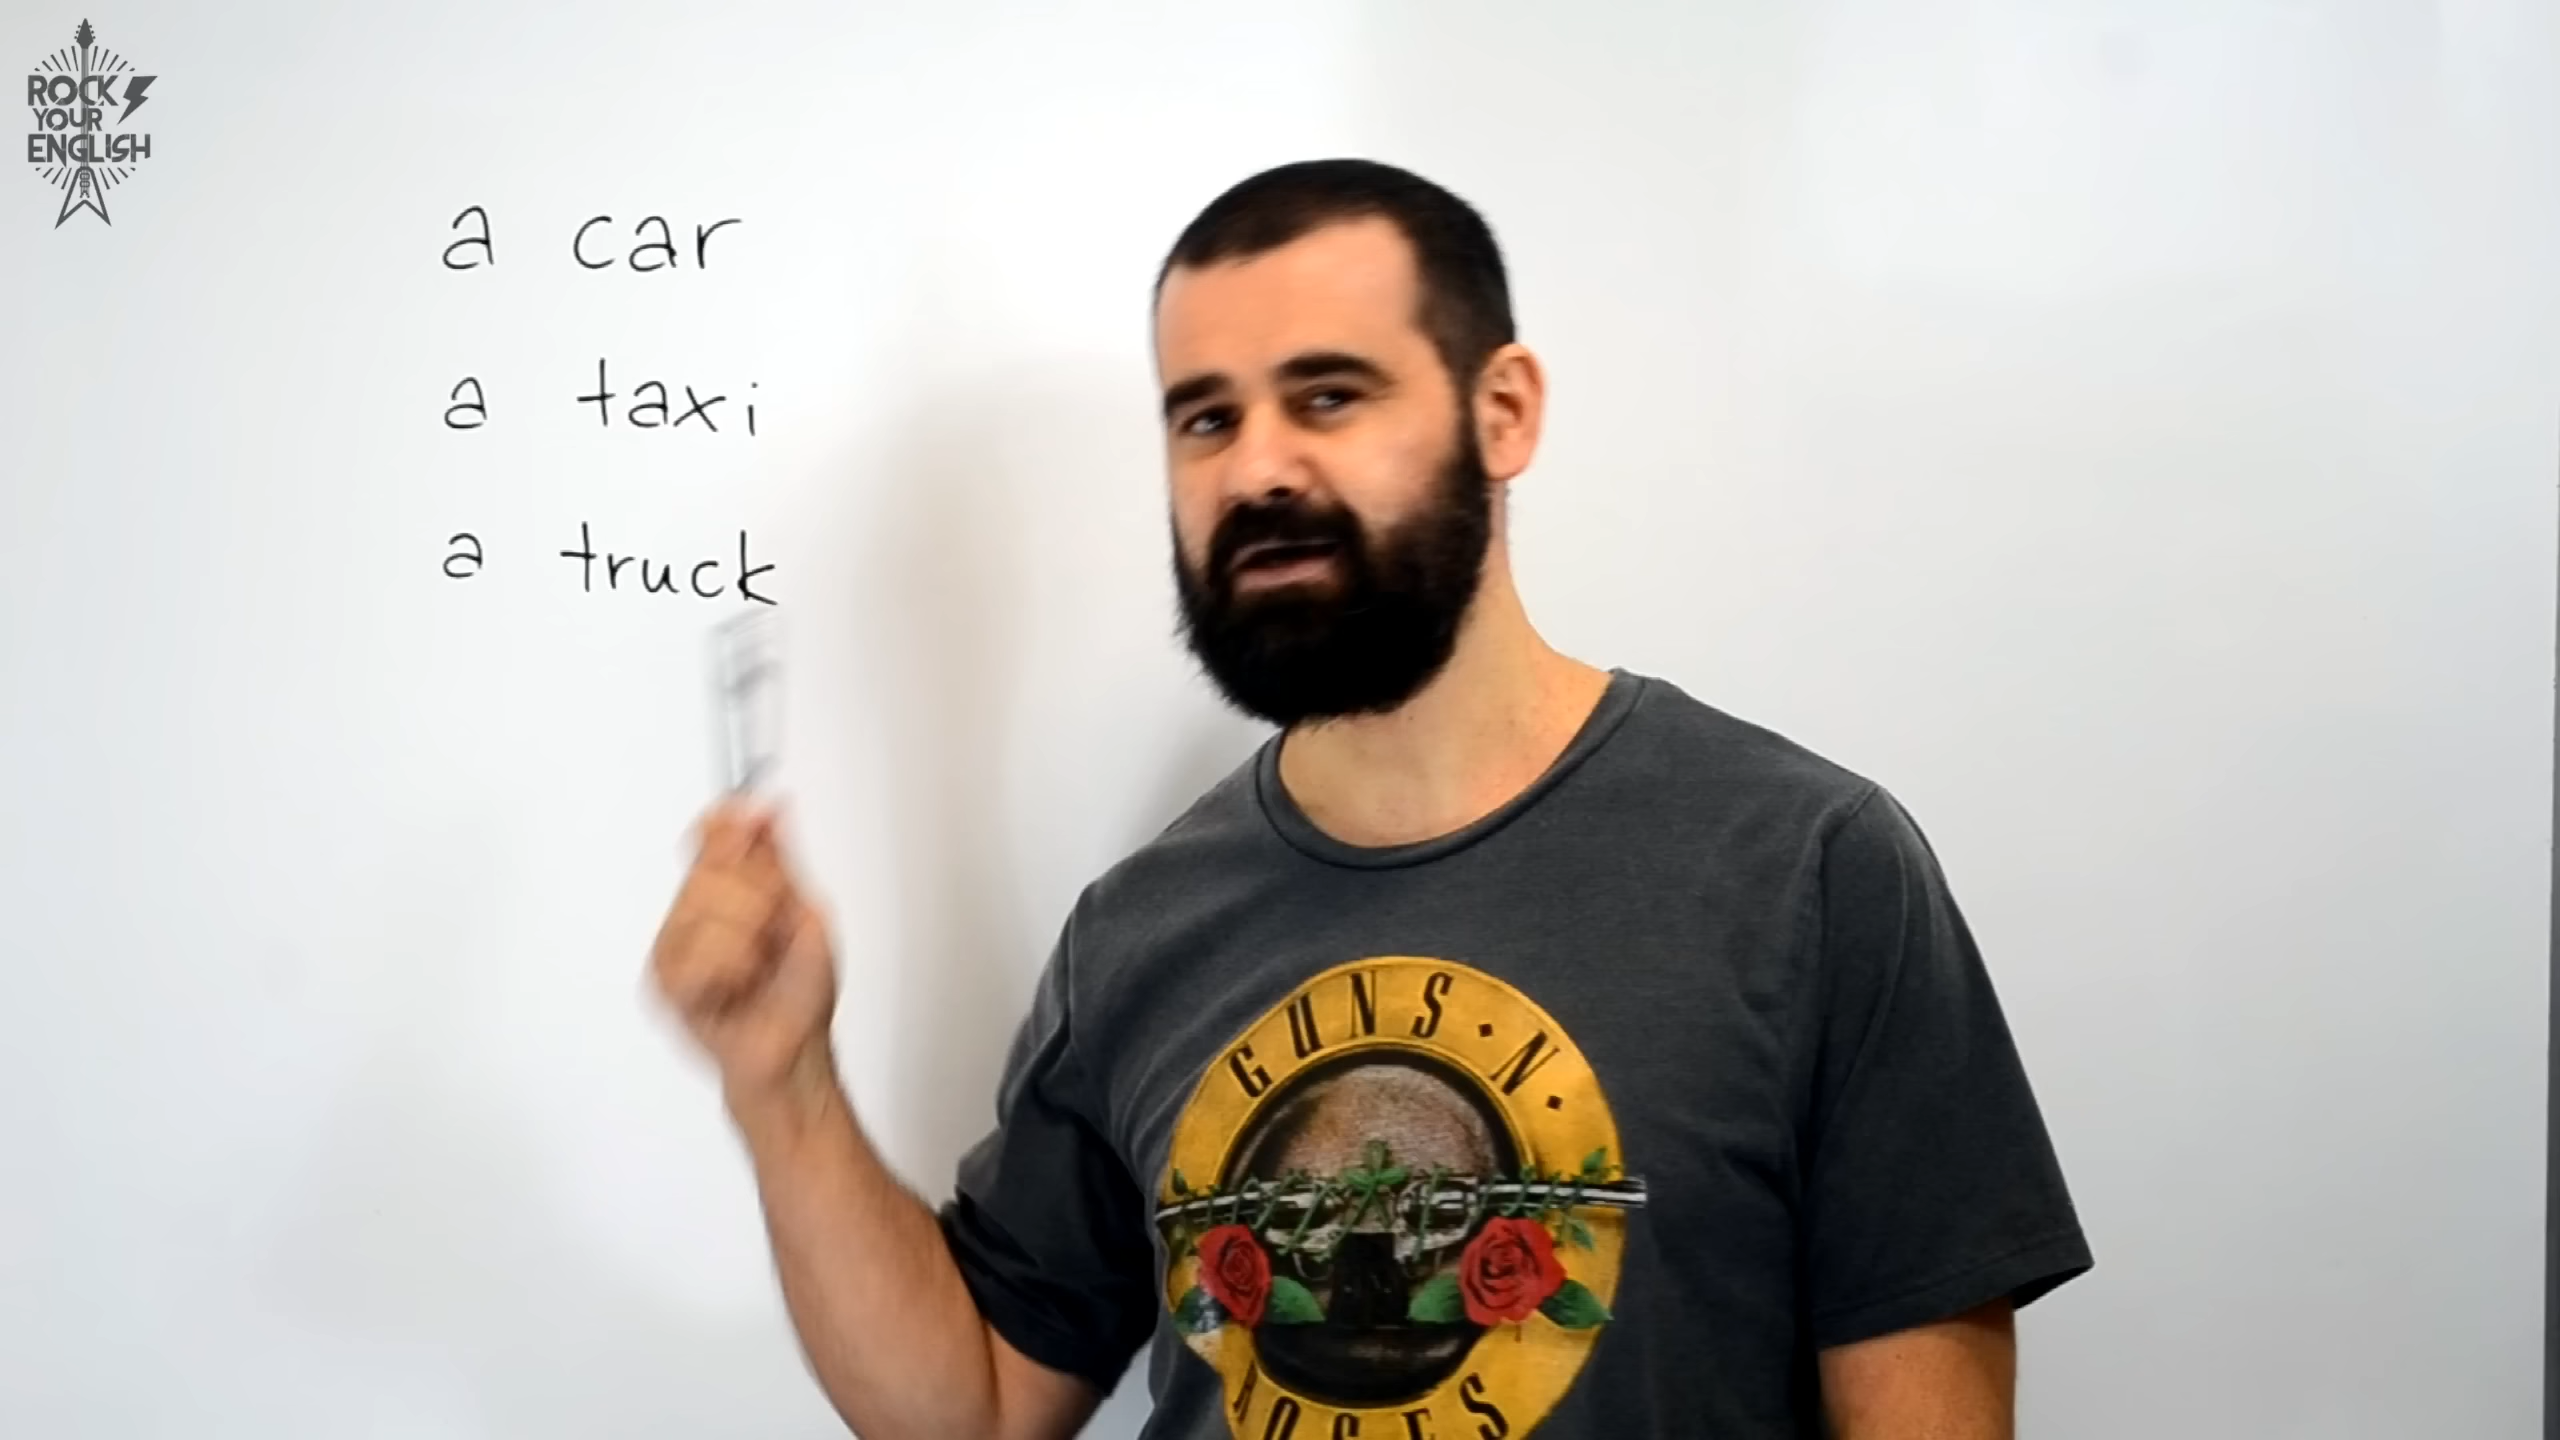 ROCK
YOUR
ENGLISH
a car
a taxi
a truck
GUNS N
ROSES